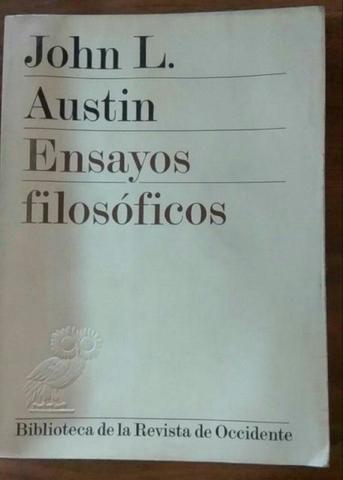 John L.
Austin
Ensayos
filosóficos
Biblioteca de la Revista de Occidente